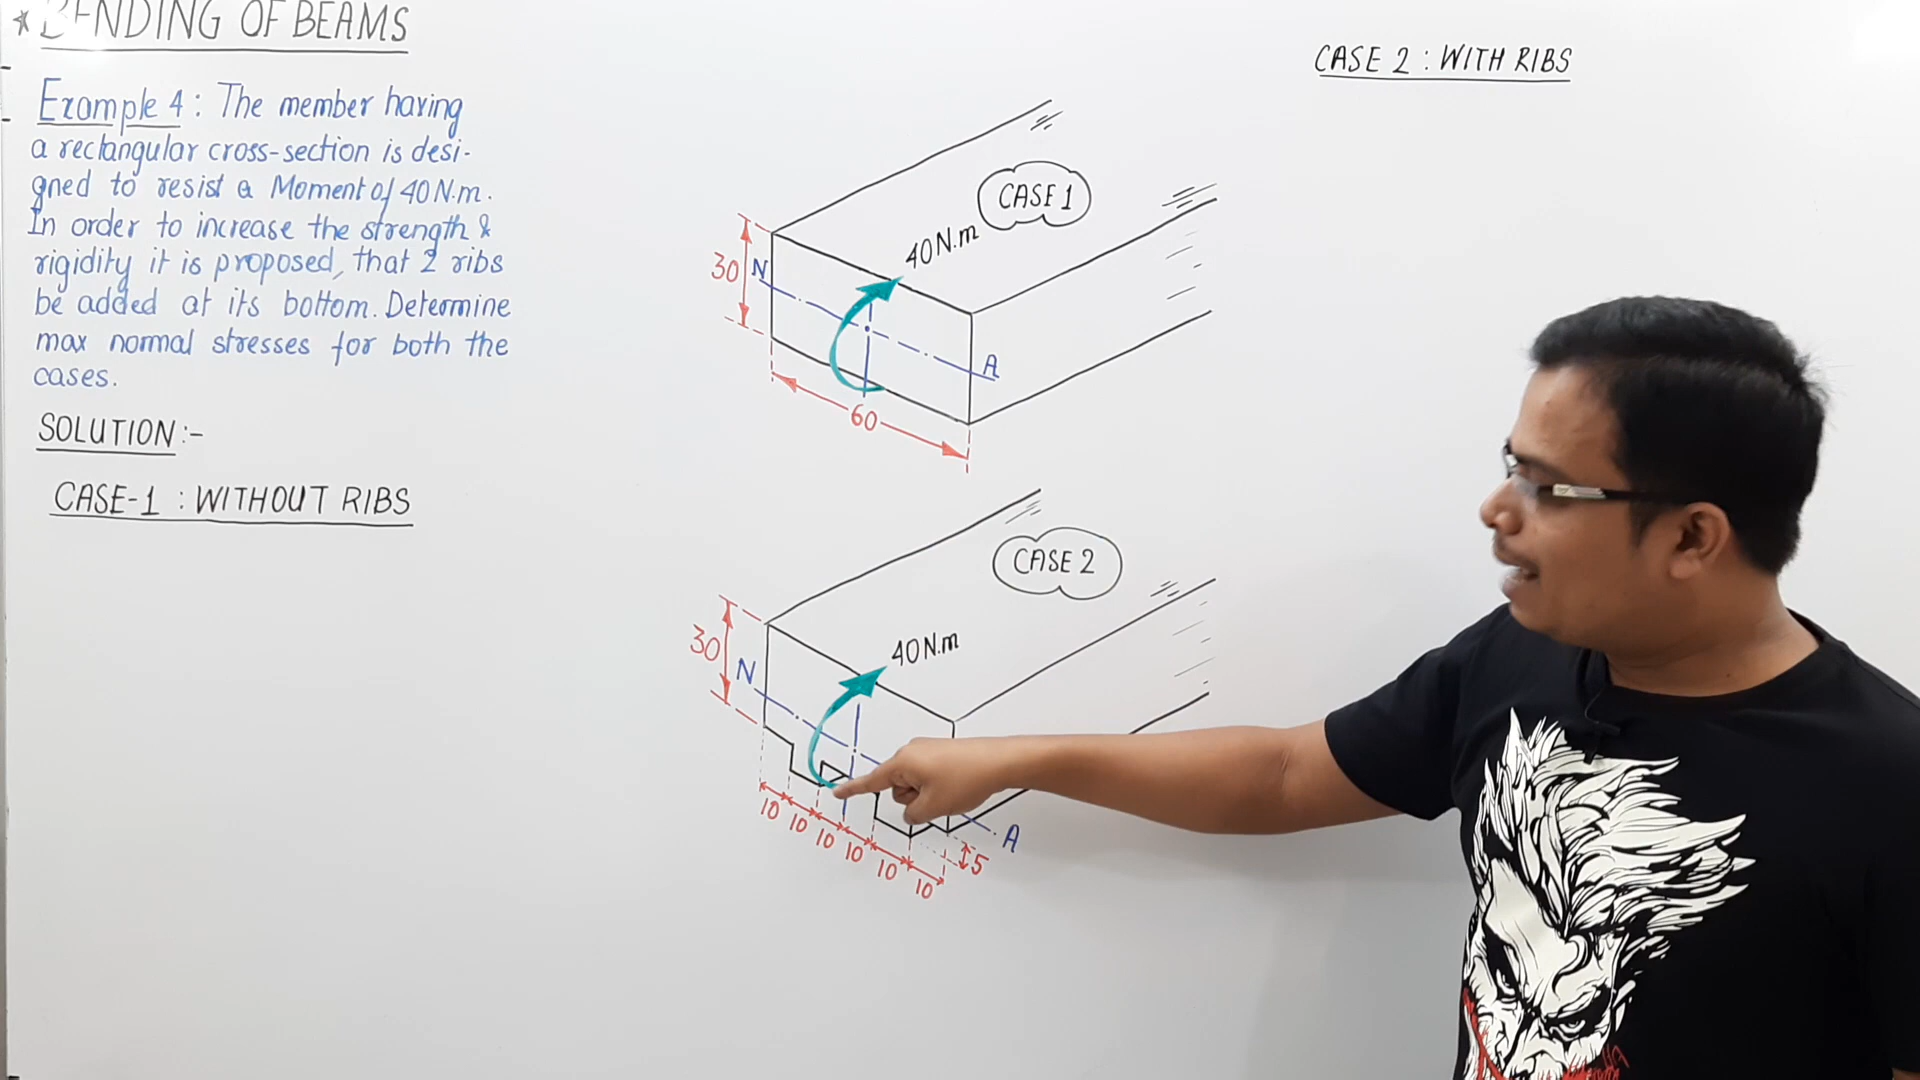 * BENDING OF BEAMS
Example 4 : The member having
a rectangular cross-section is desi-
gned to resist a Moment of 40 N.m.
In order to increase the strength &
rigidity it is proposed, that 2 ribs
be added at its bottom. Determine
max normal stresses for both the
cases.
SOLUTION :-
CASE-1 : WITHOUT RIBS
CASE 1
40 N.m
30
N
A
60
CASE 2
40 N.m
30
N
A
10
10
10
10
10
10
5
CASE 2 : WITH RIBS